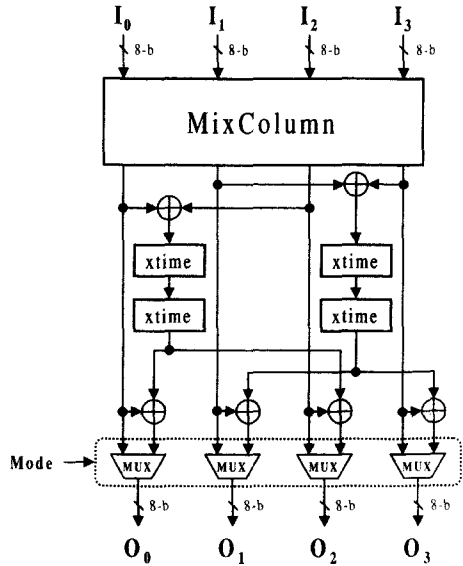 I0 I1 I2 I3
8-b 8-b 8-b 8-b
MixColumn
xtime xtime
xtime xtime
Mode MUX MUX MUX MUX
8-b 8-b 8-b 8-b
O0 O1 O2 O3